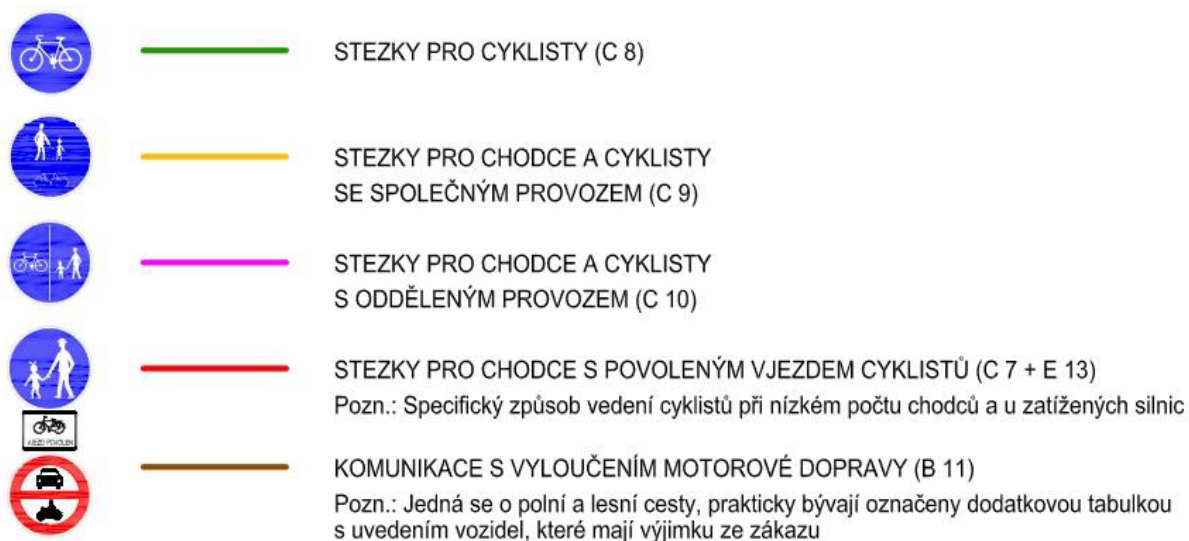 STEZKY PRO CYKLISTY (C 8)
STEZKY PRO CHODCE A CYKLISTY
SE SPOLEČNÝM PROVOZEM (C 9)
STEZKY PRO CHODCE A CYKLISTY
S ODDĚLENÝM PROVOZEM (C 10)
STEZKY PRO CHODCE S POVOLENÝM VJEZDEM CYKLISTŮ (C 7 + E 13)
Pozn.: Specifický způsob vedení cyklistů při nízkém počtu chodců a u zatížených silnic
VJEZD POVOLEN
KOMUNIKACE S VYLOUČENÍM MOTOROVÉ DOPRAVY (B 11)
Pozn.: Jedná se o polní a lesní cesty, prakticky bývají označeny dodatkovou tabulkou
s uvedením vozidel, které mají výjimku ze zákazu